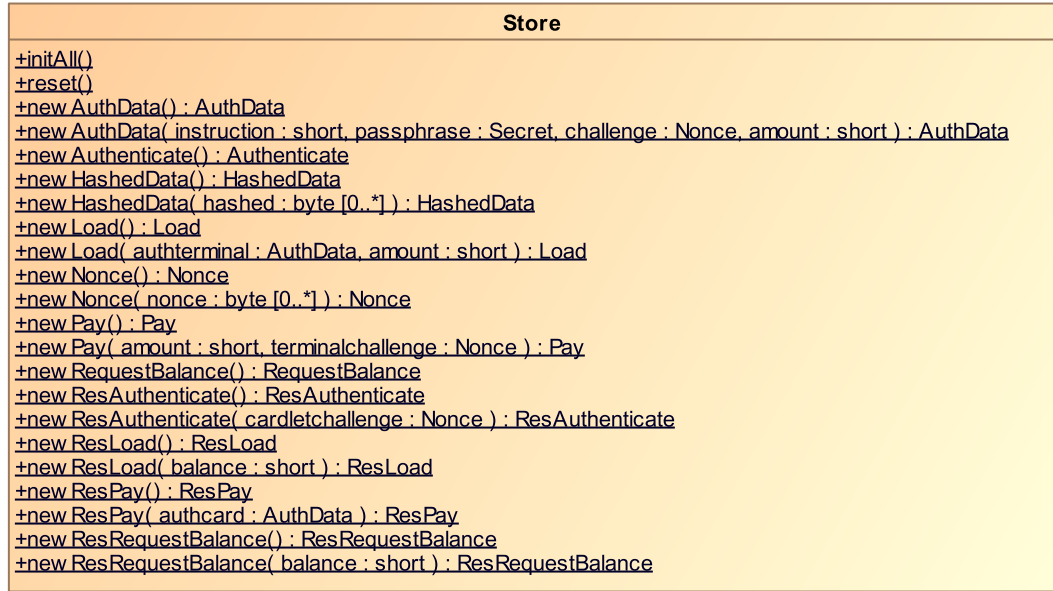 Store
+initAll()
+reset()
+new AuthData() : AuthData
+new AuthData( instruction : short, passphrase : Secret, challenge : Nonce, amount : short ) : AuthData
+new Authenticate() : Authenticate
+new HashedData() : HashedData
+new HashedData( hashed : byte [0..*] ) : HashedData
+new Load() : Load
+new Load( authterminal : AuthData, amount : short ) : Load
+new Nonce() : Nonce
+new Nonce( nonce : byte [0..*] ) : Nonce
+new Pay() : Pay
+new Pay( amount : short, terminalchallenge : Nonce ) : Pay
+new RequestBalance() : RequestBalance
+new ResAuthenticate() : ResAuthenticate
+new ResAuthenticate( cardletchallenge : Nonce ) : ResAuthenticate
+new ResLoad() : ResLoad
+new ResLoad( balance : short ) : ResLoad
+new ResPay() : ResPay
+new ResPay( authcard : AuthData ) : ResPay
+new ResRequestBalance() : ResRequestBalance
+new ResRequestBalance( balance : short ) : ResRequestBalance